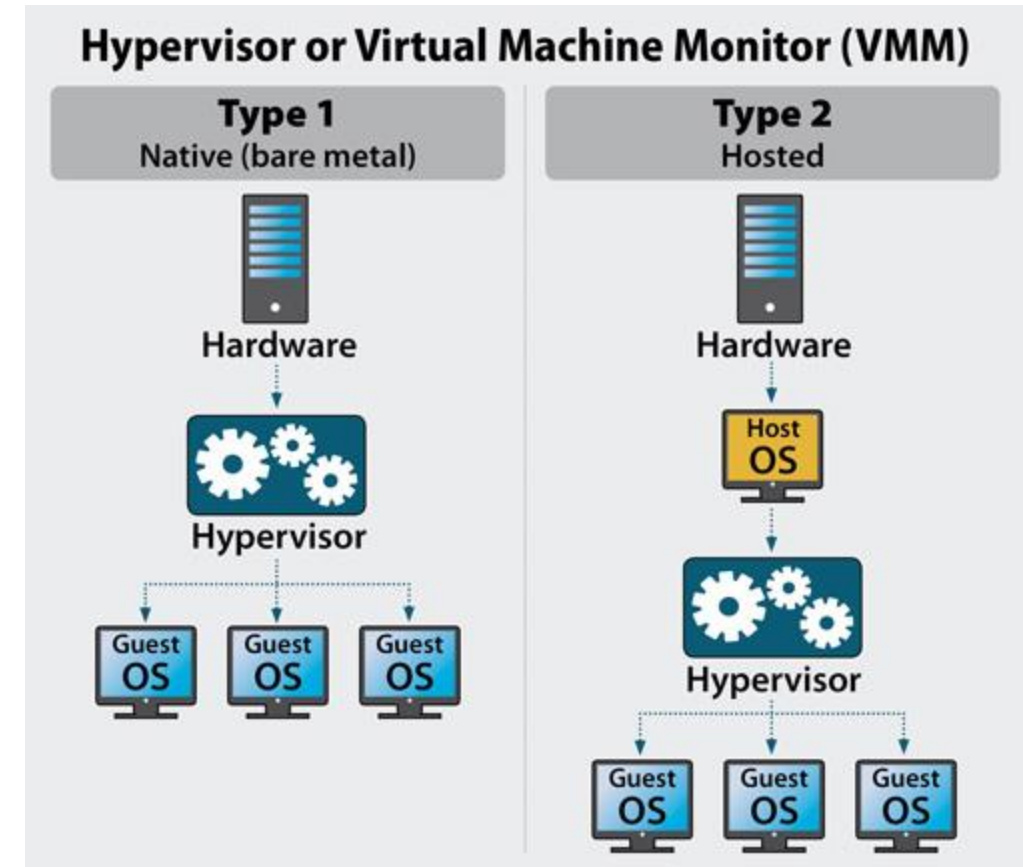 Hypervisor or Virtual Machine Monitor (VMM)
Type 1
Native (bare metal)
Hardware
Hypervisor
Guest
OS
Guest
OS
Guest
OS
Type 2
Hosted
Hardware
Host
OS
Hypervisor
Guest
OS
Guest
OS
Guest
OS